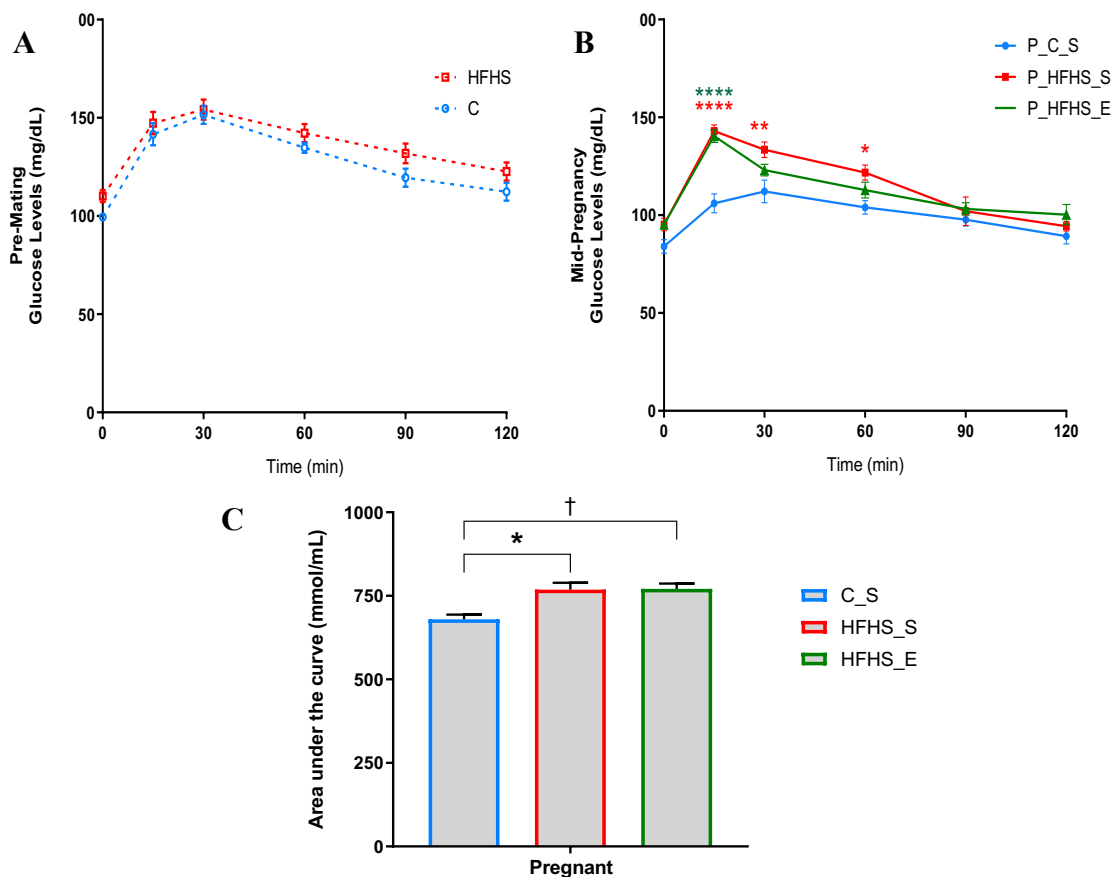 A
Pre-Mating
Glucose Levels (mg/dL)
00
150
100
50
0
0
30
60
90
120
Time (min)
HFHS
C
B
Mid-Pregnancy
Glucose Levels (mg/dL)
00
150
100
50
0
0
30
60
90
120
Time (min)
****
****
**
*
P_C_S
P_HFHS_S
P_HFHS_E
C
Area under the curve (mmol/mL)
1000
750
500
250
0
†
*
Pregnant
C_S
HFHS_S
HFHS_E